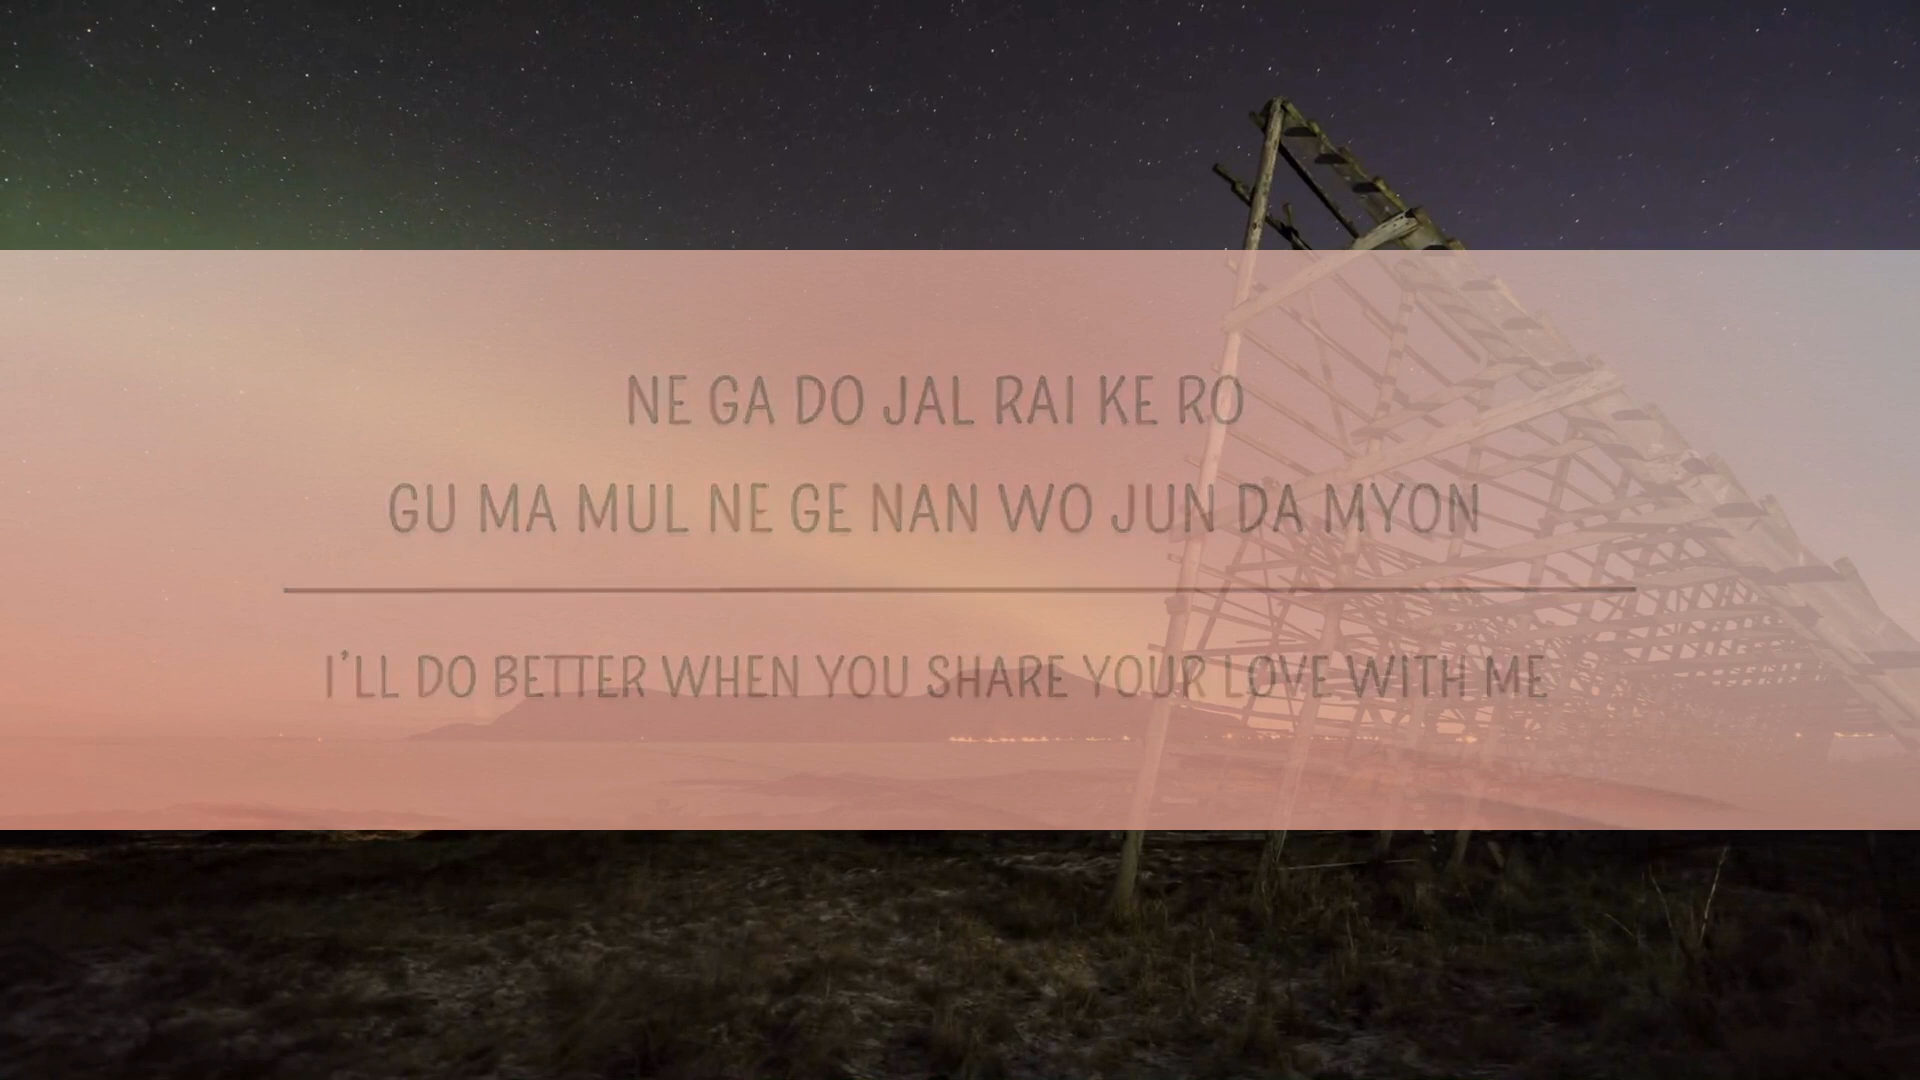 NE GA DO JAL RAI KE RO
GU MA MUL NE GE NAN WO JUN DA MYON
I'LL DO BETTER WHEN YOU SHARE YOUR LOVE WITH ME